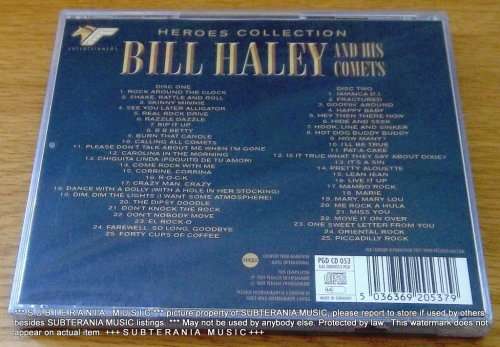 HEROES COLLECTION
BILL HALEY AND HIS COMETS
DISC ONE
1. ROCK AROUND THE CLOCK
2. SHAKE, RATTLE AND ROLL
3. SKINNY MINNIE
4. SEE YOU LATER ALLIGATOR
5. REAL ROCK DRIVE
6. RAZZLE DAZZLE
7. RIP IT UP
8. B.B BETTY
9. BURN THAT CANDLE
10. CALLING ALL COMETS
11. PLEASE DON'T TALK ABOUT ME WHEN I'M GONE
12. CAROLINA IN THE MORNING
13. CHIQUITA LINDA (POQUITO DE TU AMOR)
14. COME ROCK WITH ME
15. CORRINE, CORRINA
16. R-O-C-K
17. CRAZY MAN, CRAZY
18. DANCE WITH A DOLLY (WITH A HOLE IN HER STOCKING)
19. DIM, DIM THE LIGHTS (I WANT SOME ATMOSPHERE)
20. THE DIPSY DOODLE
21. DON'T KNOCK THE ROCK
22. DON'T NOBODY MOVE
23. EL ROCK O
24. FAREWELL, SO LONG, GOODBYE
25. FORTY CUPS OF COFFEE
DISC TWO
1. JAMAICA D.J.
2. FRACTURED
3. GOOFIN' AROUND
4. HAPPY BABY
5. HEY THEN THERE NOW
6. HIDE AND SEEK
7. HOOK, LINE AND SINKER
8. HOT DOG BUDDY BUDDY
9. HOW MANY?
10. I'LL BE TRUE
11. PAT-A-CAKE
12. IS IT TRUE WHAT THEY SAY ABOUT DIXIE?
13. IT'S A SIN
14. PRETTY ALOUETTE
15. LEAN JEAN
16. LIVE IT UP
17. MAMBO ROCK
18. MARIE
19. MARY, MARY LOU
20. ME ROCK A HULA
21. MISS YOU
22. MOVE IT ON OVER
23. ONE SWEET LETTER FROM YOU
24. ORIENTAL ROCK
25. PICCADILLY ROCK
PGD CD 053
5 036369 205379
*** S U B T E R A N I A M U S I C *** picture property of SUBTERANIA MUSIC, please report to store if used by others
besides SUBTERANIA MUSIC listings. *** May not be used by anybody else. Protected by law. This watermark does not
appear on actual item. +++ S U B T E R A N I A M U S I C +++